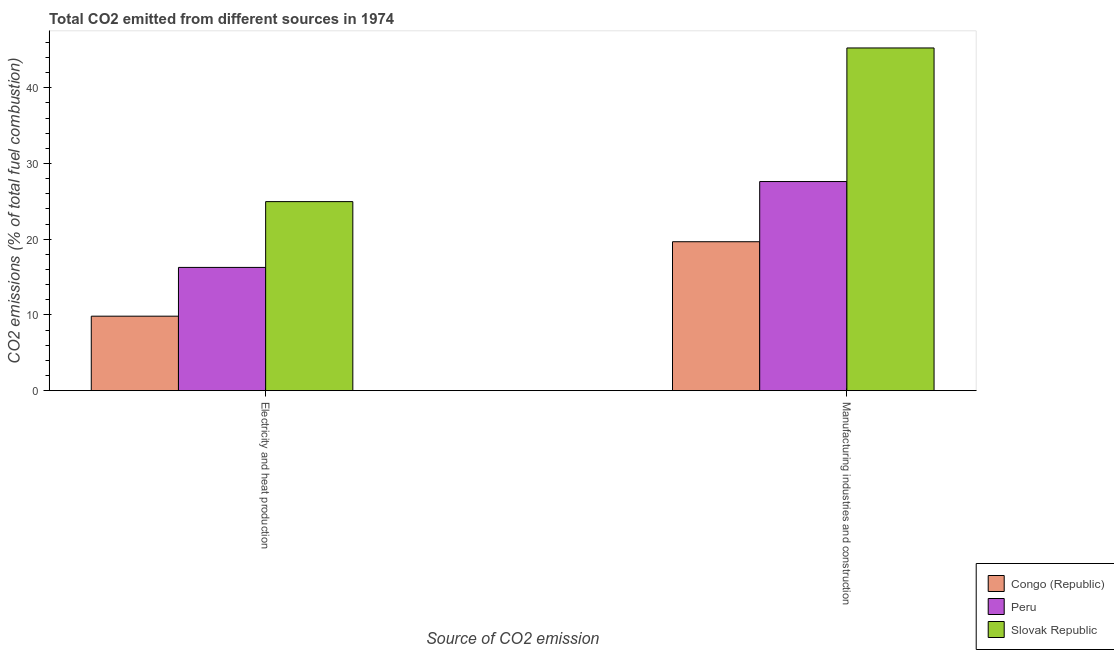 Total CO2 emitted from different sources in 1974
CO2 emissions (% of total fuel combustion)
40
30
20
10
0
Electricity and heat production
Manufacturing industries and construction
Source of CO2 emission
Congo (Republic)
Peru
Slovak Republic